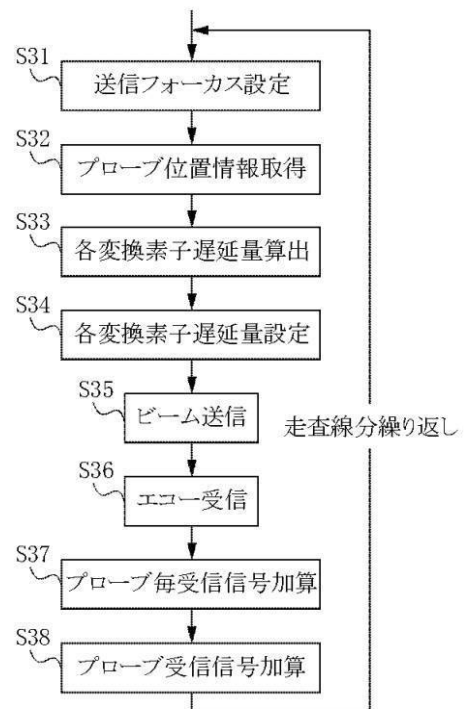 S31
送信フォーカス設定
S32
プローブ位置情報取得
S33
各変換素子遅延量算出
S34
各変換素子遅延量設定
S35
ビーム送信
走査線分繰り返し
S36
エコー受信
S37
プローブ毎受信信号加算
S38
プローブ受信信号加算